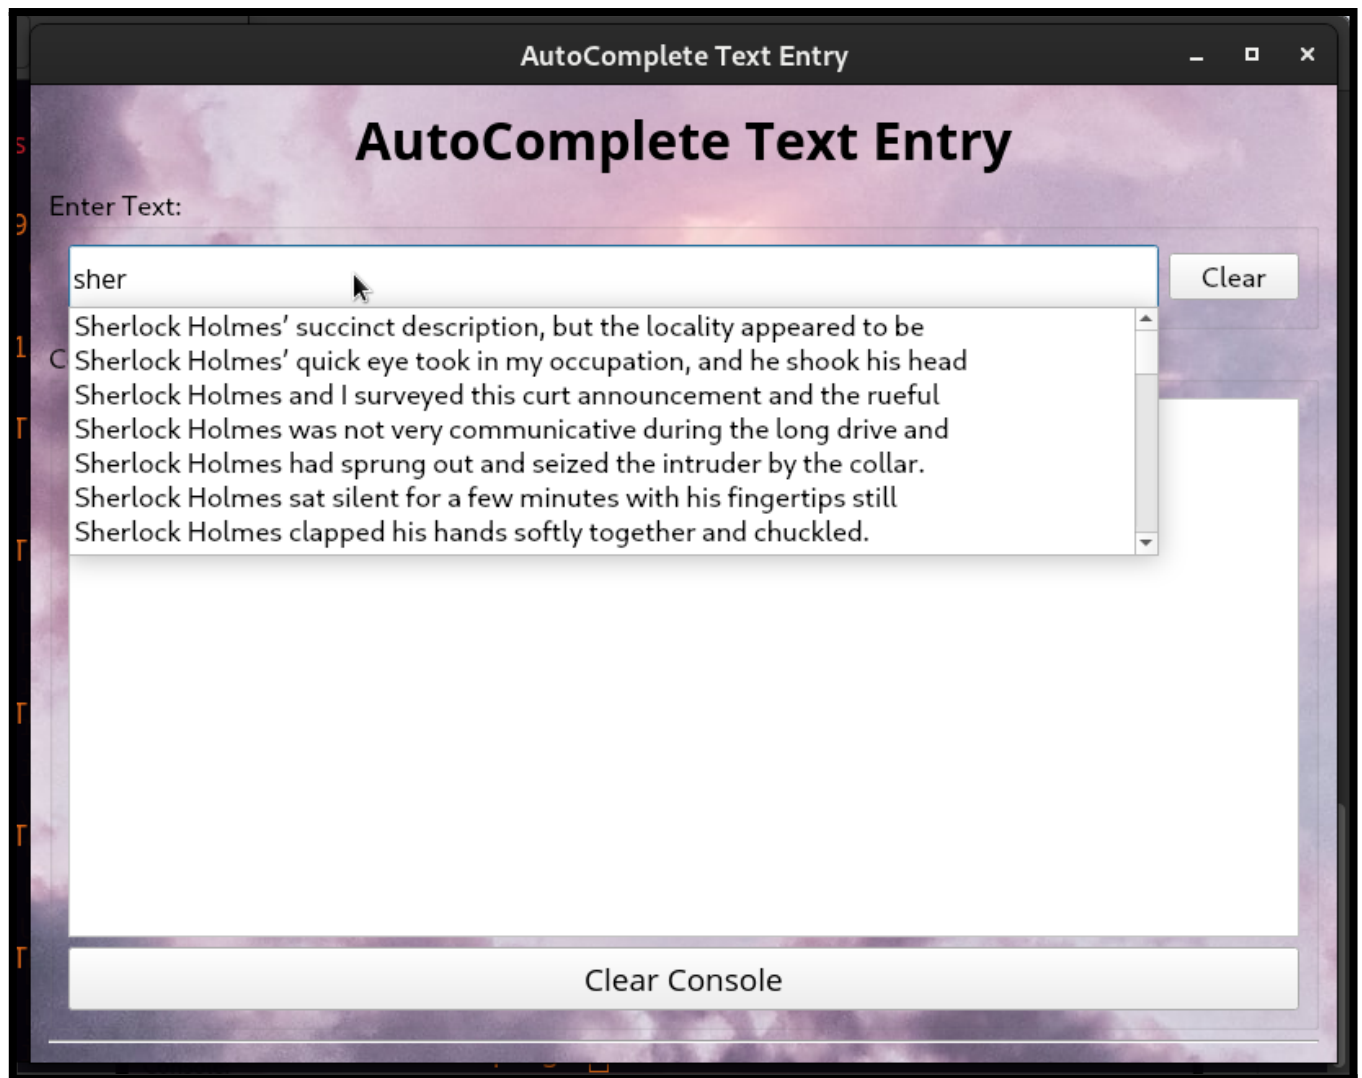 AutoComplete Text Entry
AutoComplete Text Entry
Enter Text:
sher
Clear
Sherlock Holmes’ succinct description, but the locality appeared to be
Sherlock Holmes’ quick eye took in my occupation, and he shook his head
Sherlock Holmes and I surveyed this curt announcement and the rueful
Sherlock Holmes was not very communicative during the long drive and
Sherlock Holmes had sprung out and seized the intruder by the collar.
Sherlock Holmes sat silent for a few minutes with his fingertips still
Sherlock Holmes clapped his hands softly together and chuckled.
Clear Console